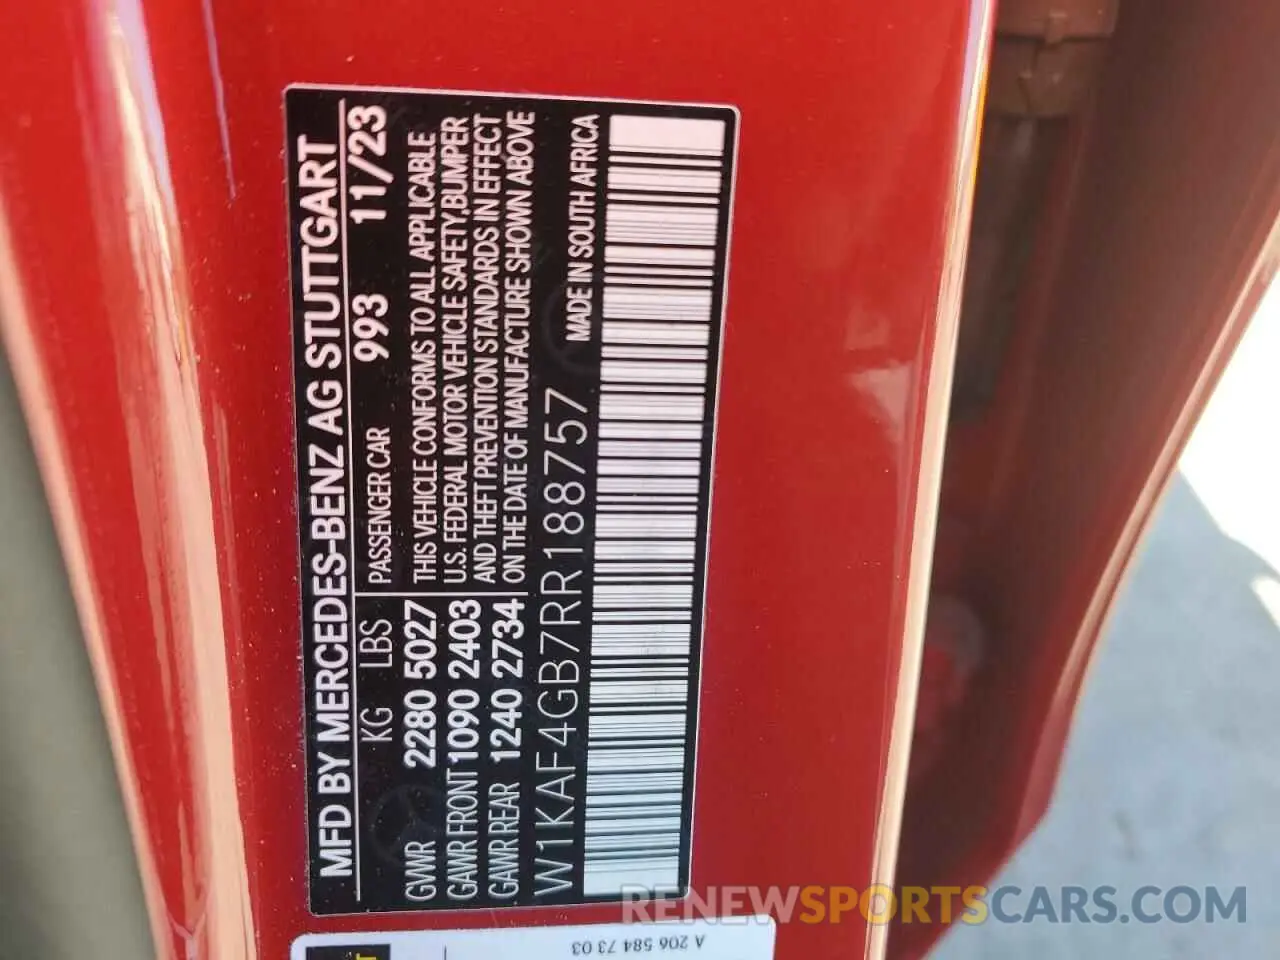 MFD BY MERCEDES-BENZ AG STUTTGART
KG LBS PASSENGER CAR 993 11/23
GVWR 2280 5027
GAWR FRONT 1090 2403
GAWR REAR 1240 2734
THIS VEHICLE CONFORMS TO ALL APPLICABLE
U.S. FEDERAL MOTOR VEHICLE SAFETY,BUMPER
AND THEFT PREVENTION STANDARDS IN EFFECT
ON THE DATE OF MANUFACTURE SHOWN ABOVE
W1KAF4GB7RR188757 MADE IN SOUTH AFRICA
A 206 584 73 03
RENEWSPORTSCARS.COM